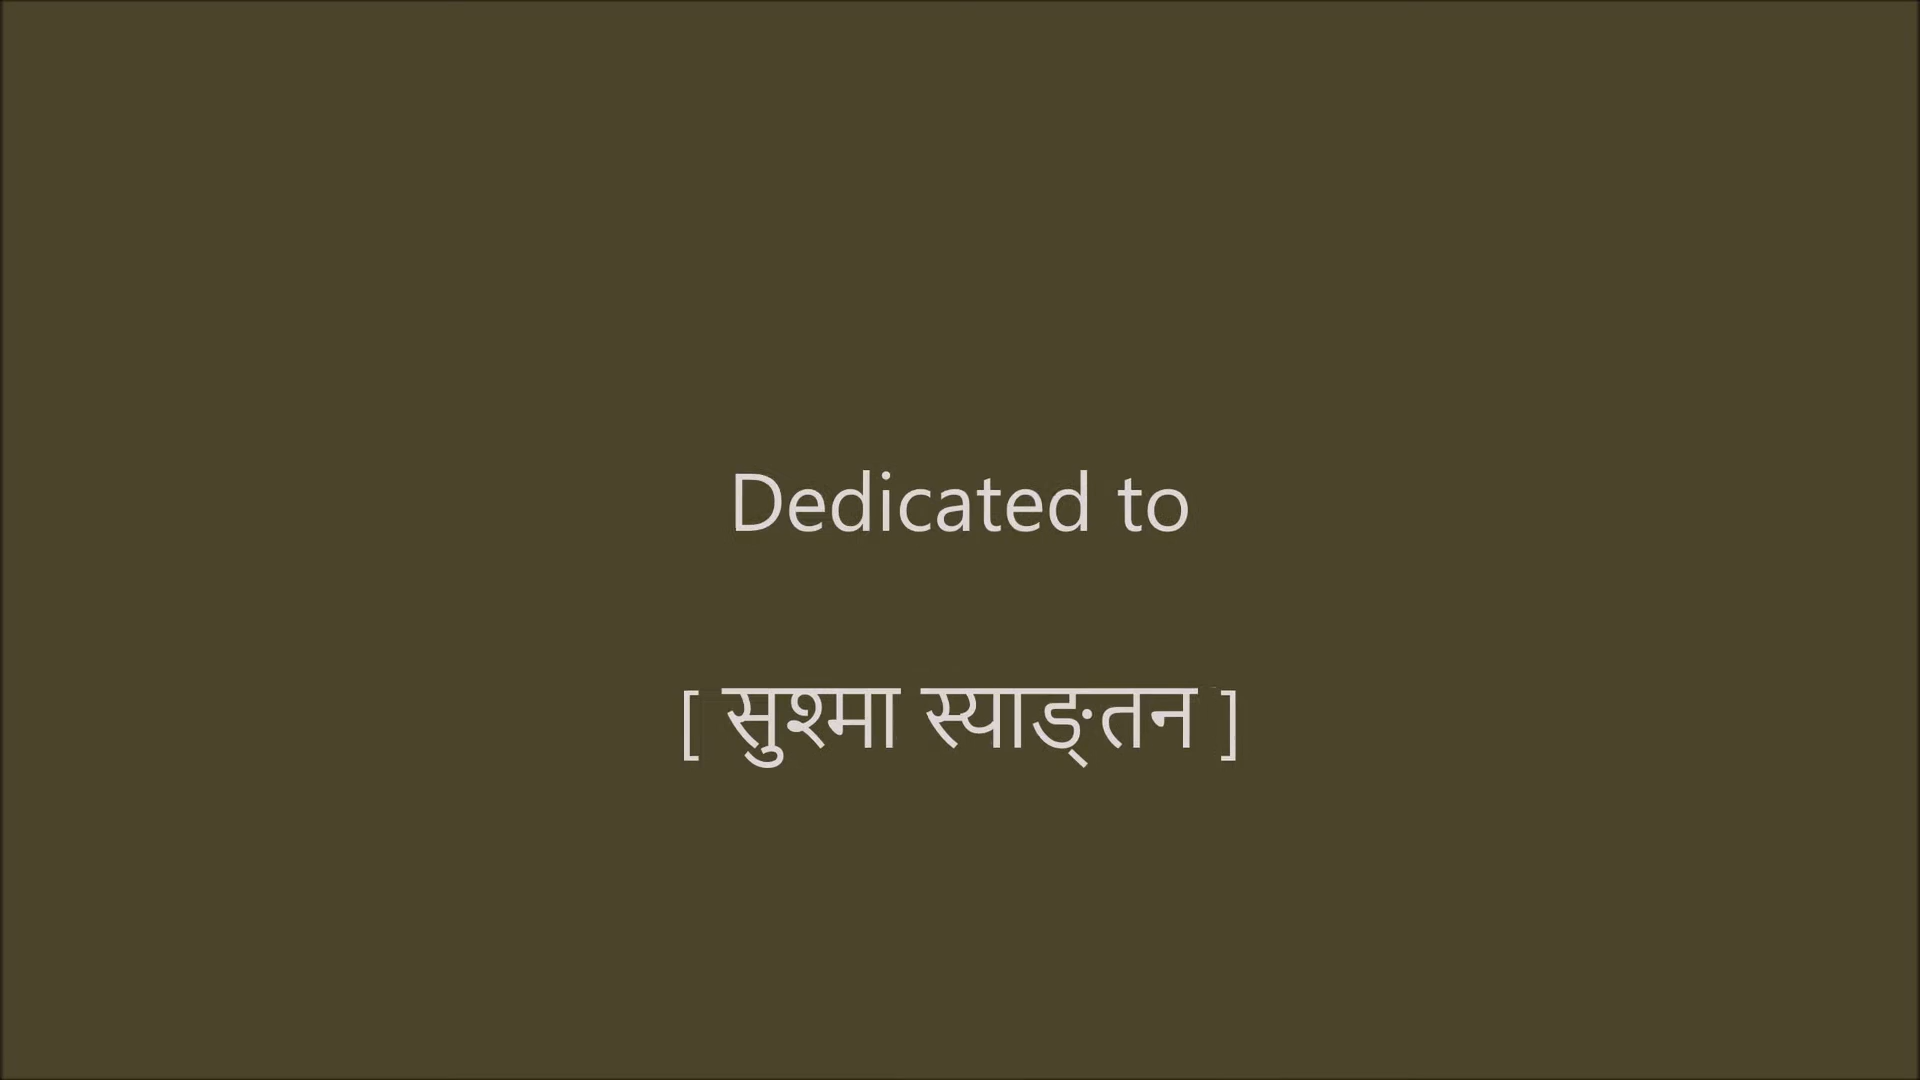 Dedicated to
[ सुश्मा स्याङ्तन ]